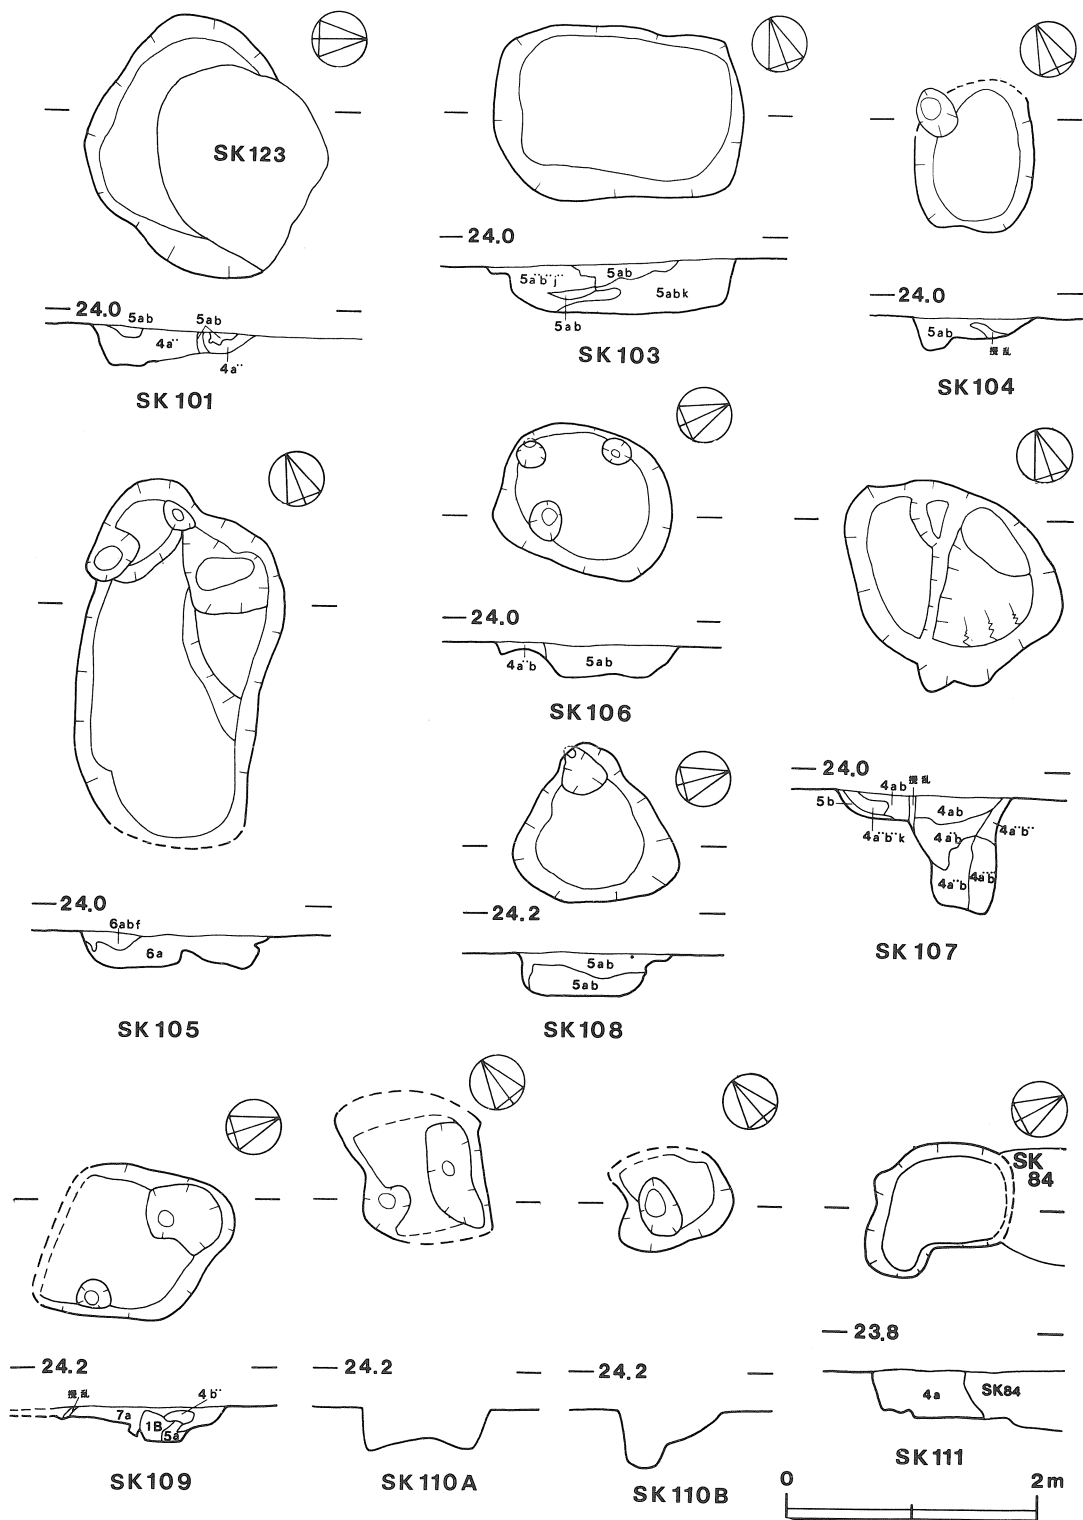 SK123
24.0
5ab
5ab
4a¨
4a¨
SK101
24.0
5a¨b¨j¨
5ab
5abk
5ab
SK103
24.0
5ab
攪乱
SK104
24.0
6abf
6a
SK105
24.0
4a¨b
5ab
SK106
24.0
4ab
攪乱
5b
4ab
4a¨b¨k
4a¨b
4a¨b¨
4a¨b
4a¨b
SK107
24.2
5ab
5ab
SK108
24.2
攪乱
4b¨
7a
1B
5a
SK109
24.2
SK110A
24.2
SK110B
SK
84
23.8
4a
SK84
SK111
0
2m